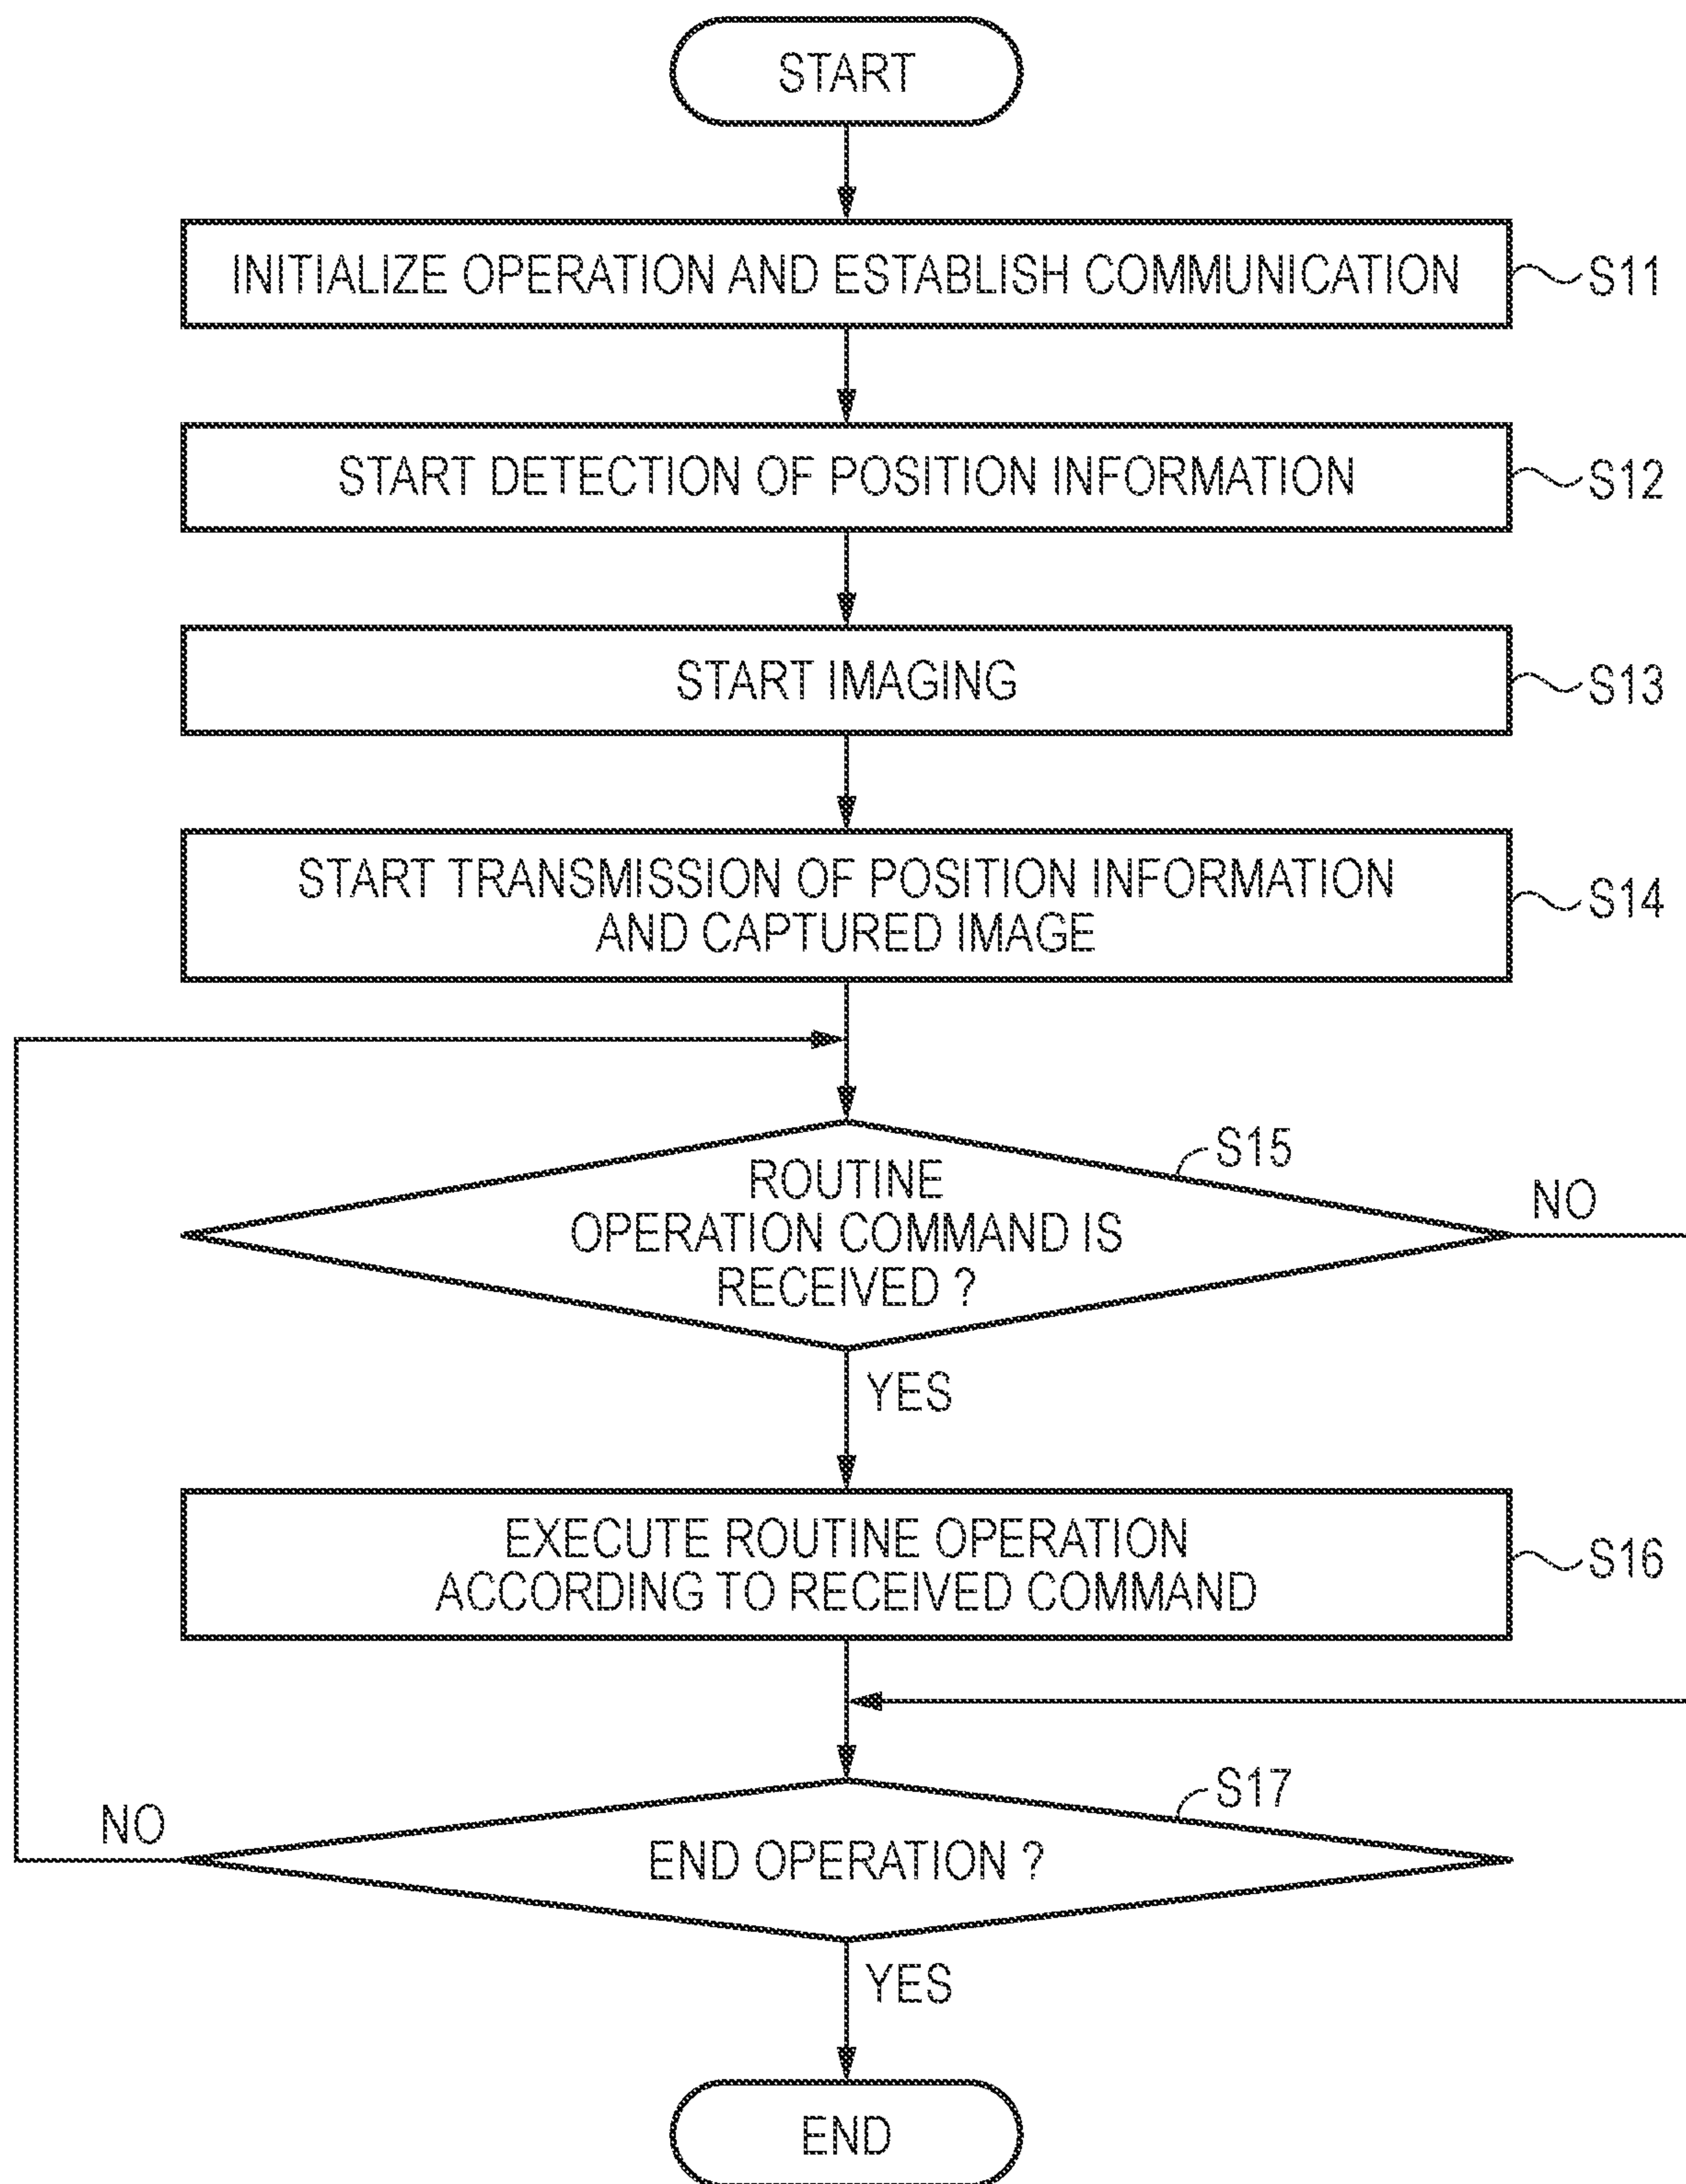 START
INITIALIZE OPERATION AND ESTABLISH COMMUNICATION
S11
START DETECTION OF POSITION INFORMATION
S12
START IMAGING
S13
START TRANSMISSION OF POSITION INFORMATION
AND CAPTURED IMAGE
S14
S15
ROUTINE
OPERATION COMMAND IS
RECEIVED ?
NO
YES
EXECUTE ROUTINE OPERATION
ACCORDING TO RECEIVED COMMAND
S16
S17
NO
END OPERATION ?
YES
END